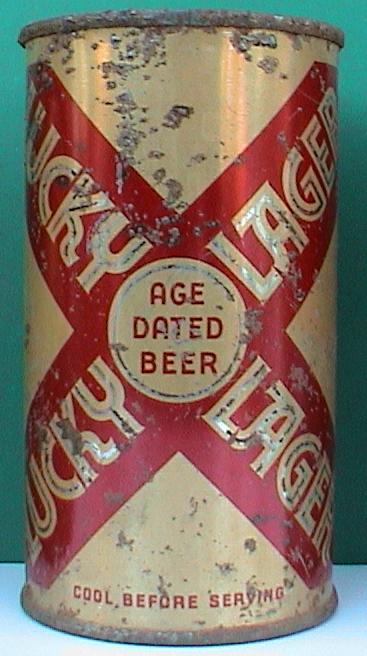 LUCKY LAGER
AGE
DATED
BEER
LUCKY LAGER
COOL BEFORE SERVING